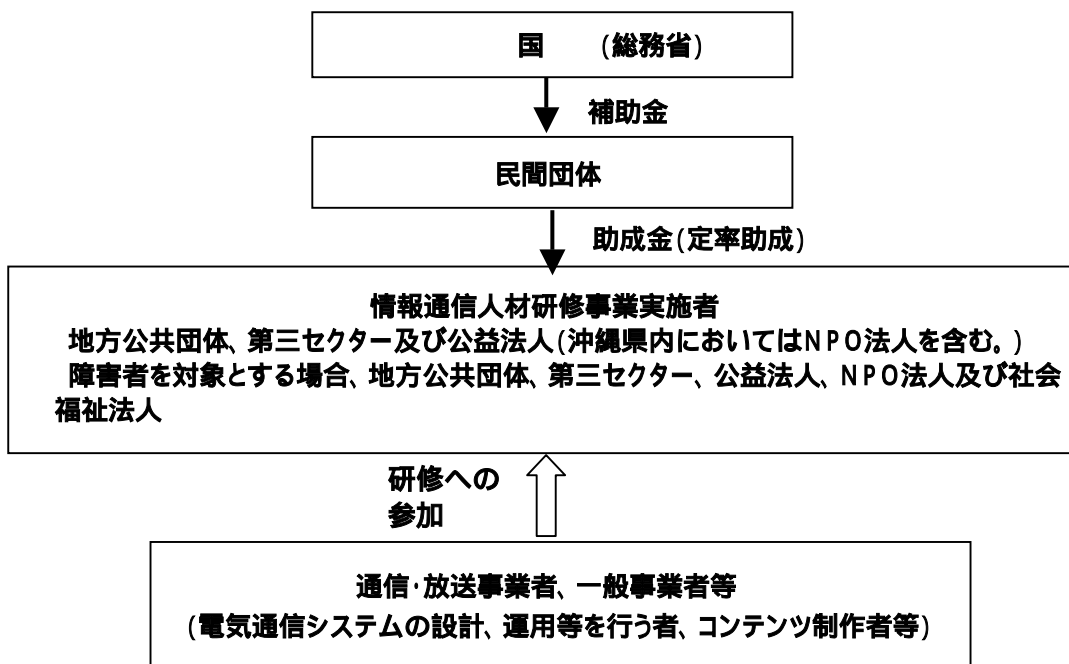 国　　(総務省)
補助金
民間団体
助成金(定率助成)
情報通信人材研修事業実施者
地方公共団体、第三セクター及び公益法人(沖縄県内においてはNPO法人を含む。)
障害者を対象とする場合、地方公共団体、第三セクター、公益法人、NPO法人及び社会
福祉法人
研修への
参加
通信・放送事業者、一般事業者等
(電気通信システムの設計、運用等を行う者、コンテンツ制作者等)